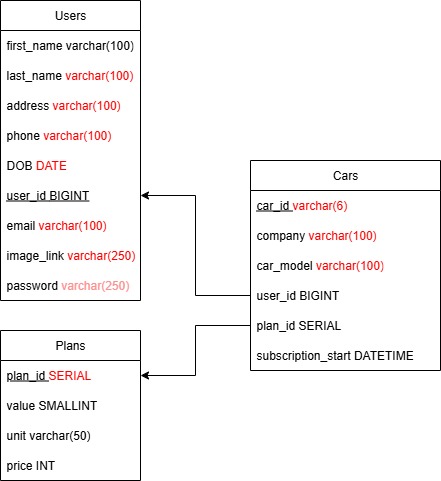 Users
first_name varchar(100)
last_name varchar(100)
address varchar(100)
phone varchar(100)
DOB DATE
user_id BIGINT
email varchar(100)
image_link varchar(250)
password varchar(250)
Cars
car_id varchar(6)
company varchar(100)
car_model varchar(100)
user_id BIGINT
plan_id SERIAL
subscription_start DATETIME
Plans
plan_id SERIAL
value SMALLINT
unit varchar(50)
price INT